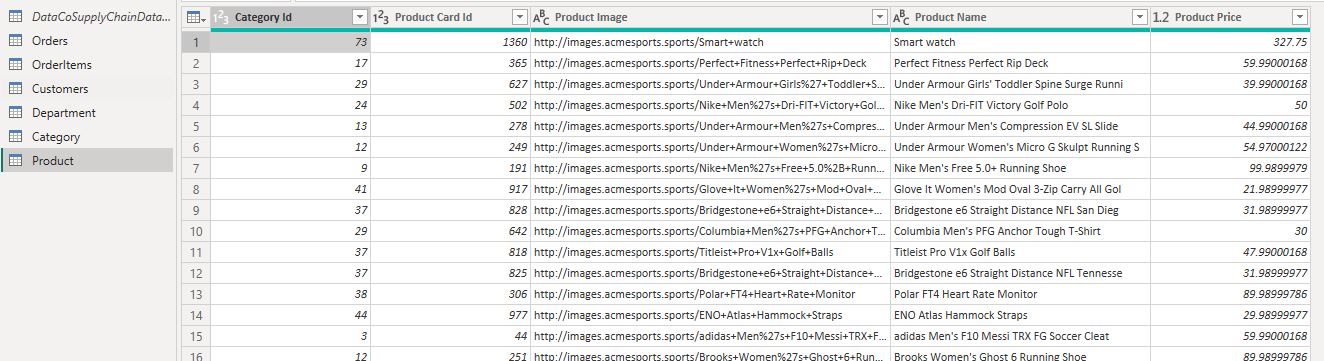 DataCoSupplyChainData...
Orders
OrderItems
Customers
Department
Category
Product
1 2 3 Category Id 1 2 3 Product Card Id ABC Product Image ABC Product Name 1.2 Product Price
1 73 1360 http://images.acmesports.sports/Smart+watch Smart watch 327.75
2 17 365 http://images.acmesports.sports/Perfect+Fitness+Perfect+Rip+Deck Perfect Fitness Perfect Rip Deck 59.99000168
3 29 627 http://images.acmesports.sports/Under+Armour+Girls%27+Toddler+S... Under Armour Girls' Toddler Spine Surge Runni 39.99000168
4 24 502 http://images.acmesports.sports/Nike+Men%27s+Dri-FIT+Victory+Gol... Nike Men's Dri-FIT Victory Golf Polo 50
5 13 278 http://images.acmesports.sports/Under+Armour+Men%27s+Compres... Under Armour Men's Compression EV SL Slide 44.99000168
6 12 249 http://images.acmesports.sports/Under+Armour+Women%27s+Micro... Under Armour Women's Micro G Skulpt Running S 54.97000122
7 9 191 http://images.acmesports.sports/Nike+Men%27s+Free+5.0%2B+Runn... Nike Men's Free 5.0+ Running Shoe 99.9899979
8 41 917 http://images.acmesports.sports/Glove+It+Women%27s+Mod+Oval+... Glove It Women's Mod Oval 3-Zip Carry All Gol 21.98999977
9 37 828 http://images.acmesports.sports/Bridgestone+e6+Straight+Distance+... Bridgestone e6 Straight Distance NFL San Dieg 31.98999977
10 29 642 http://images.acmesports.sports/Columbia+Men%27s+PFG+Anchor+T... Columbia Men's PFG Anchor Tough T-Shirt 30
11 37 818 http://images.acmesports.sports/Titleist+Pro+V1x+Golf+Balls Titleist Pro V1x Golf Balls 47.99000168
12 37 825 http://images.acmesports.sports/Bridgestone+e6+Straight+Distance+... Bridgestone e6 Straight Distance NFL Tennesse 31.98999977
13 38 306 http://images.acmesports.sports/Polar+FT4+Heart+Rate+Monitor Polar FT4 Heart Rate Monitor 89.98999786
14 44 977 http://images.acmesports.sports/ENO+Atlas+Hammock+Straps ENO Atlas Hammock Straps 29.98999977
15 3 44 http://images.acmesports.sports/adidas+Men%27s+F10+Messi+TRX+F... adidas Men's F10 Messi TRX FG Soccer Cleat 59.99000168
16 12 251 http://images.acmesports.sports/Brooks+Women%27s+Ghost+6+Run... Brooks Women's Ghost 6 Running Shoe 89.98999786